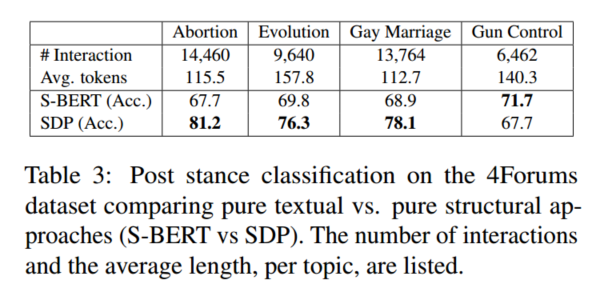 Abortion Evolution Gay Marriage Gun Control
# Interaction 14,460 9,640 13,764 6,462
Avg. tokens 115.5 157.8 112.7 140.3
S-BERT (Acc.) 67.7 69.8 68.9 71.7
SDP (Acc.) 81.2 76.3 78.1 67.7
Table 3: Post stance classification on the 4Forums
dataset comparing pure textual vs. pure structural ap-
proaches (S-BERT vs SDP). The number of interactions
and the average length, per topic, are listed.